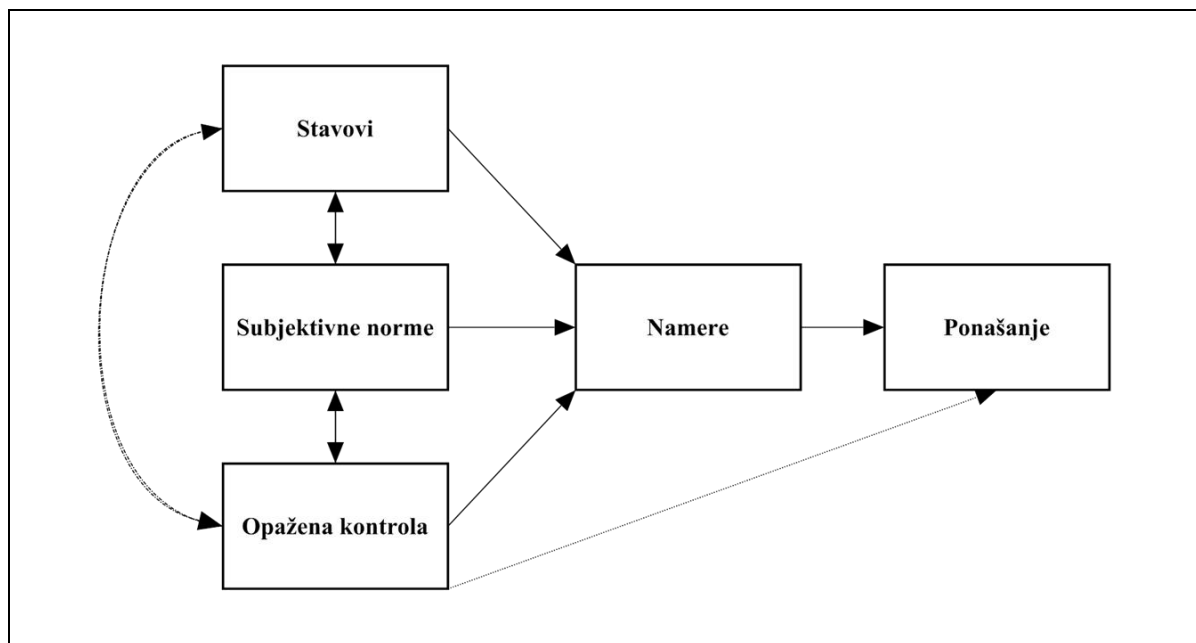 Stavovi
Subjektivne norme
Namere
Ponašanje
Opažena kontrola